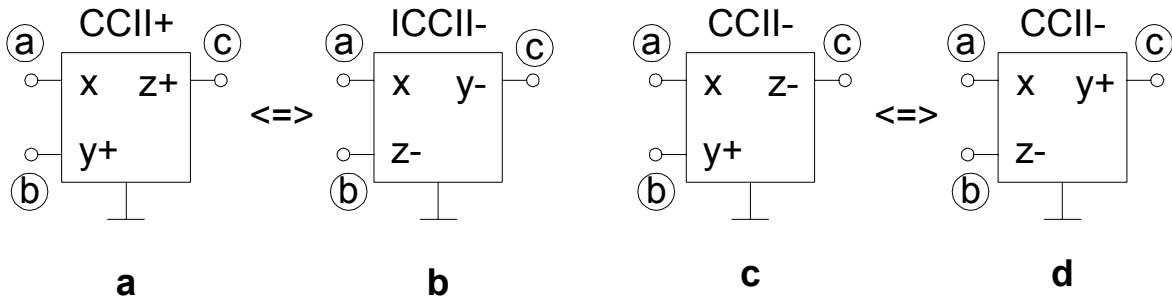 CCII+ ICCII- CCII- CCII-
a c a c a c a c
x z+ x y- x z- x y+
<=> <=>
y+ z- y+ z-
b b b b
a b c d